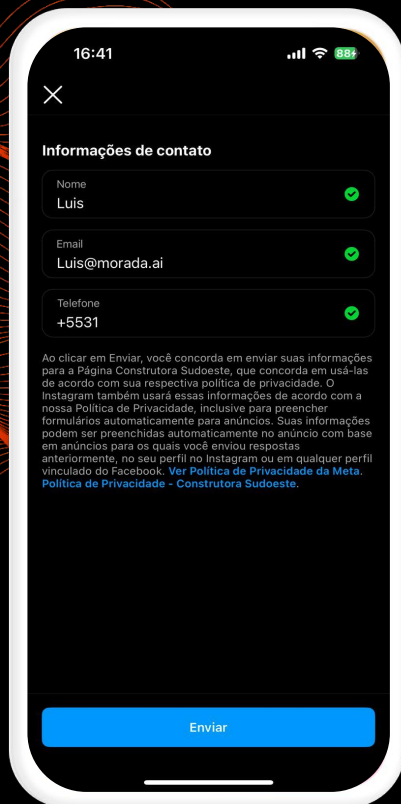 16:41
88
Informações de contato
Nome
Luis
Email
Luis@morada.ai
Telefone
+5531
Ao clicar em Enviar, você concorda em enviar suas informações
para a Página Construtora Sudoeste, que concorda em usá-las
de acordo com sua respectiva política de privacidade. O
Instagram também usará essas informações de acordo com a
nossa Política de Privacidade, inclusive para preencher
formulários automaticamente para anúncios. Suas informações
podem ser preenchidas automaticamente no anúncio com base
em anúncios para os quais você enviou respostas
anteriormente, no seu perfil no Instagram ou em qualquer perfil
vinculado do Facebook. Ver Política de Privacidade da Meta.
Política de Privacidade - Construtora Sudoeste.
Enviar